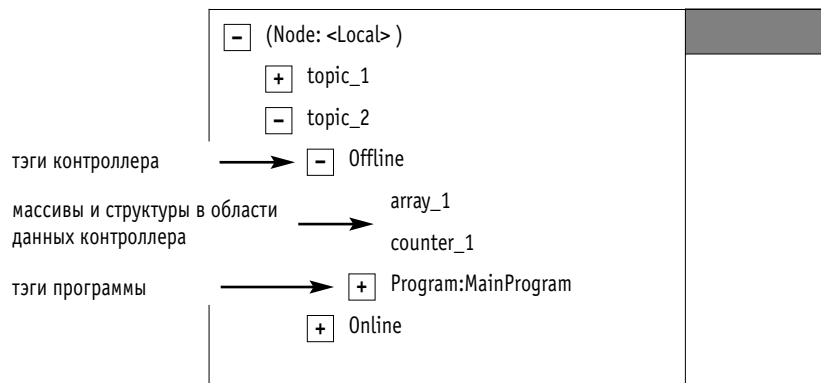 − (Node: <Local> )
+ topic_1
− topic_2
тэги контроллера − Offline
массивы и структуры в области
данных контроллера
array_1
counter_1
тэги программы + Program:MainProgram
+ Online